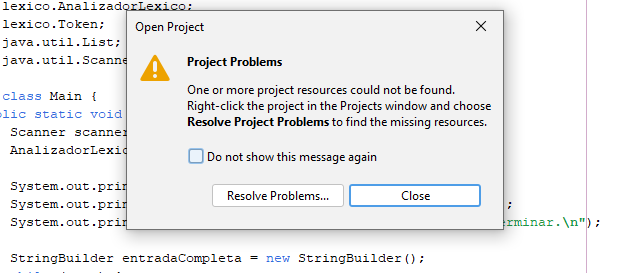 lexico.AnalizadorLexico;
lexico.Token;
java.util.List;
java.util.Scanne
class Main {
lic static void
Scanner scanner
AnalizadorLexic
System.out.prin
System.out.prin ;
System.out.prin erminar.\n");
StringBuilder entradaCompleta = new StringBuilder();
Open Project
Project Problems
One or more project resources could not be found.
Right-click the project in the Projects window and choose
Resolve Project Problems to find the missing resources.
Do not show this message again
Resolve Problems...
Close